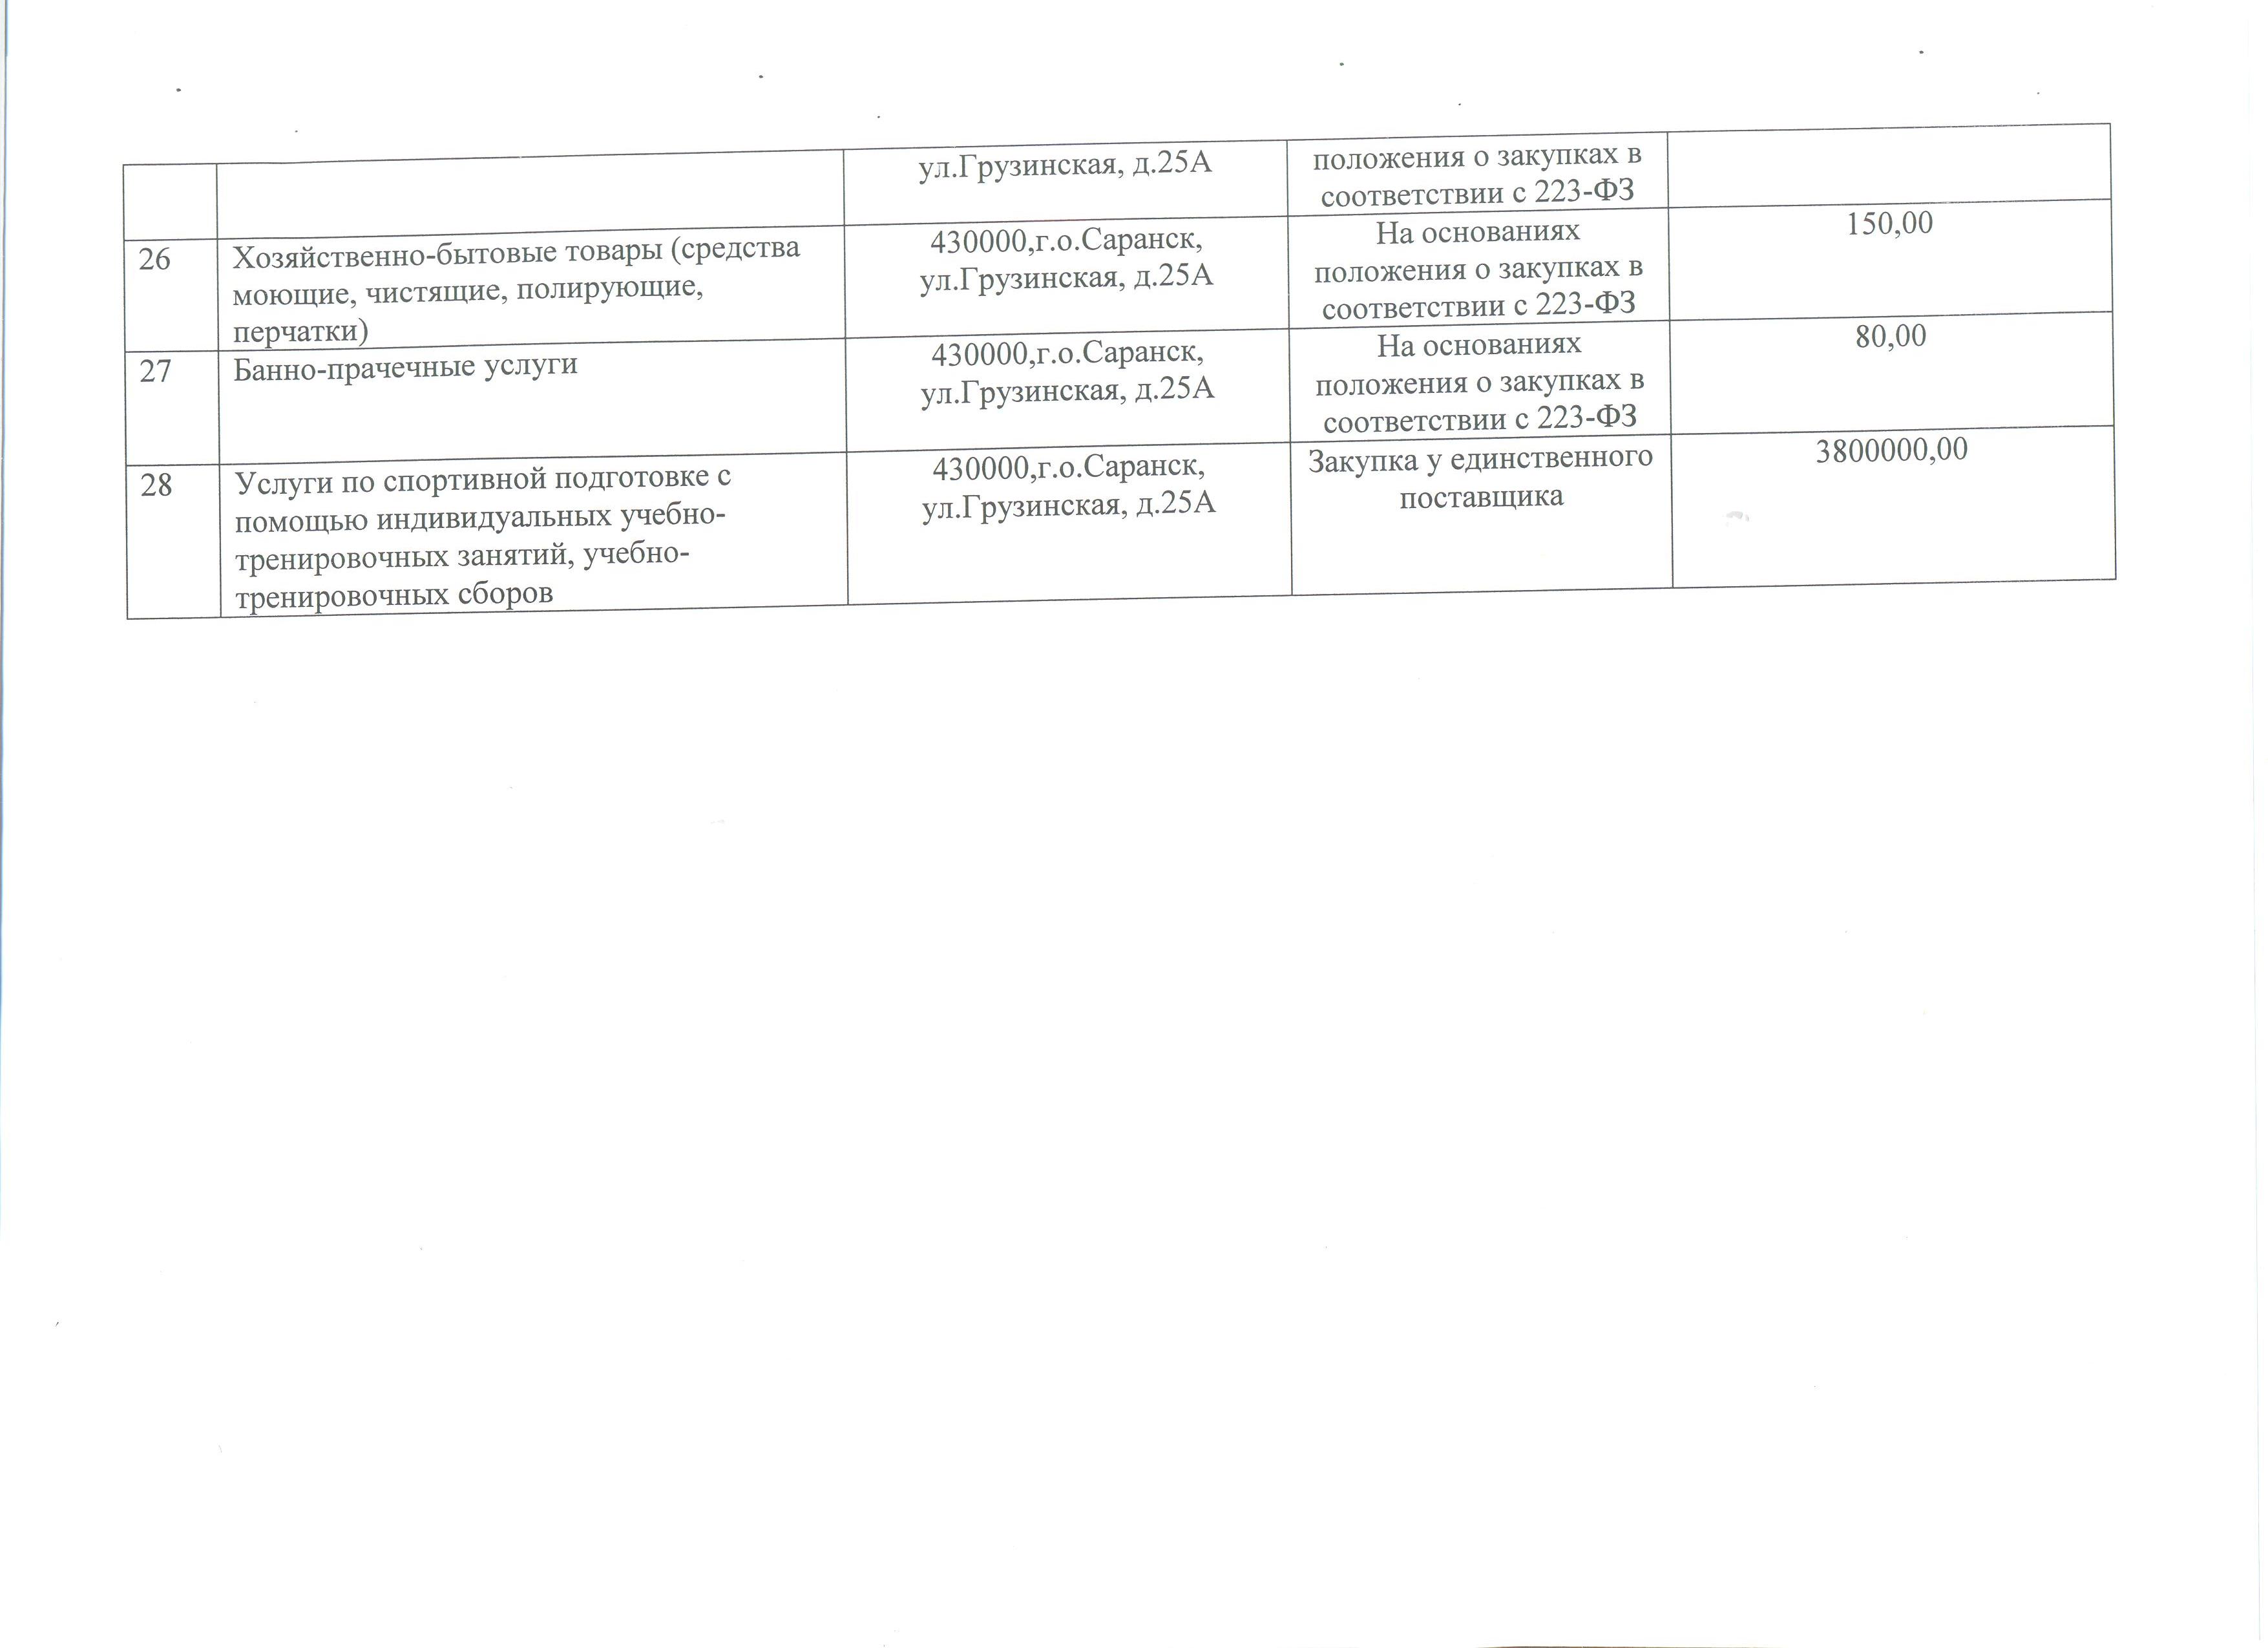 ул.Грузинская, д.25А
положения о закупках в
соответствии с 223-ФЗ
26
Хозяйственно-бытовые товары (средства
моющие, чистящие, полирующие,
перчатки)
430000,г.о.Саранск,
ул.Грузинская, д.25А
На основаниях
положения о закупках в
соответствии с 223-ФЗ
150,00
27
Банно-прачечные услуги
430000,г.о.Саранск,
ул.Грузинская, д.25А
На основаниях
положения о закупках в
соответствии с 223-ФЗ
80,00
28
Услуги по спортивной подготовке с
помощью индивидуальных учебно-
тренировочных занятий, учебно-
тренировочных сборов
430000,г.о.Саранск,
ул.Грузинская, д.25А
Закупка у единственного
поставщика
3800000,00